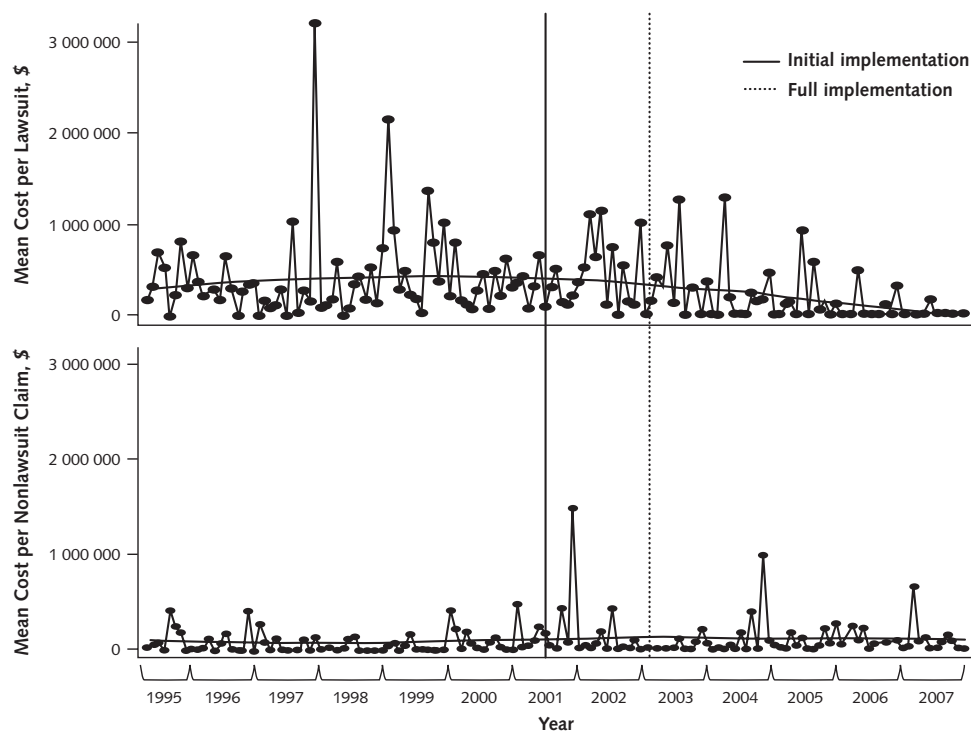 Mean Cost per Lawsuit, $
3 000 000
2 000 000
1 000 000
0
Initial implementation
Full implementation
Mean Cost per Nonlawsuit Claim, $
3 000 000
2 000 000
1 000 000
0
1995 1996 1997 1998 1999 2000 2001 2002 2003 2004 2005 2006 2007
Year